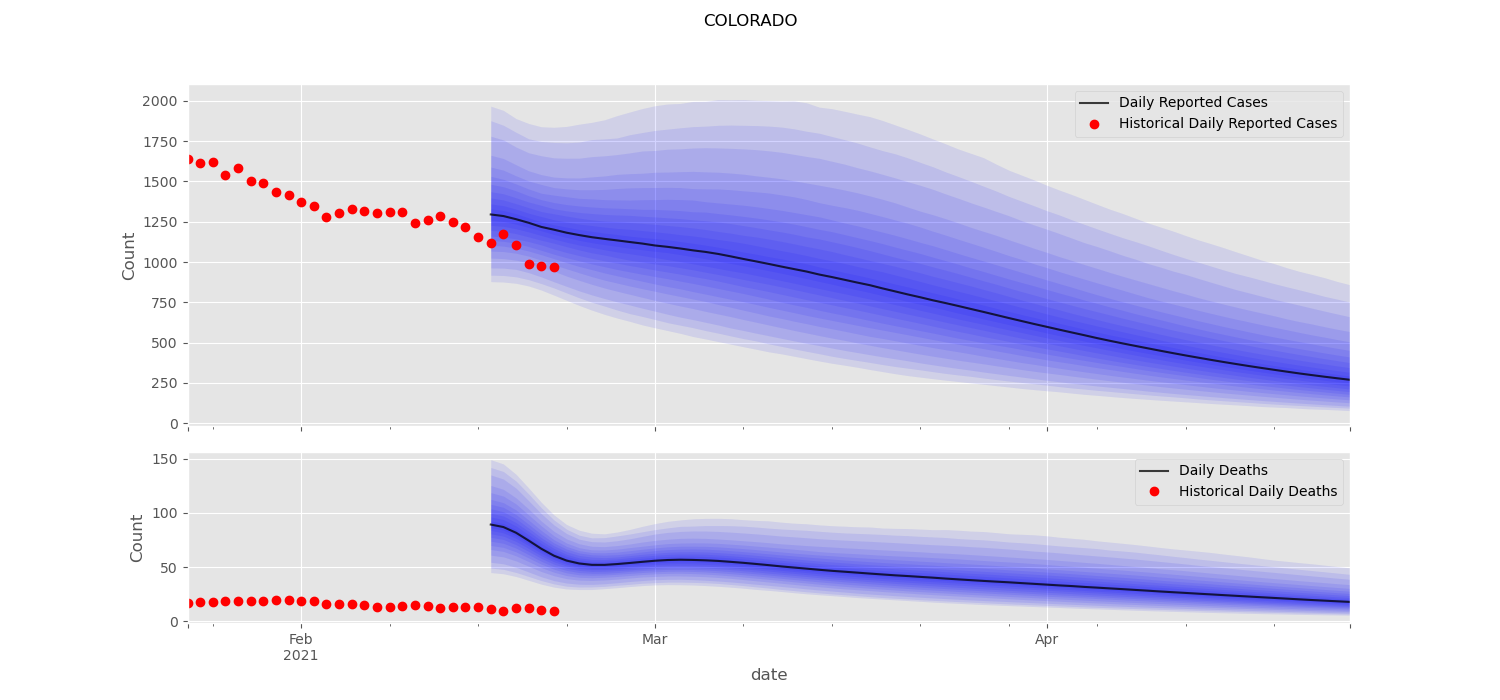 COLORADO
2000
1750
1500
1250
1000
750
500
250
0
Count
Daily Reported Cases
Historical Daily Reported Cases
150
100
50
0
Count
Daily Deaths
Historical Daily Deaths
Feb
2021
Mar
Apr
date